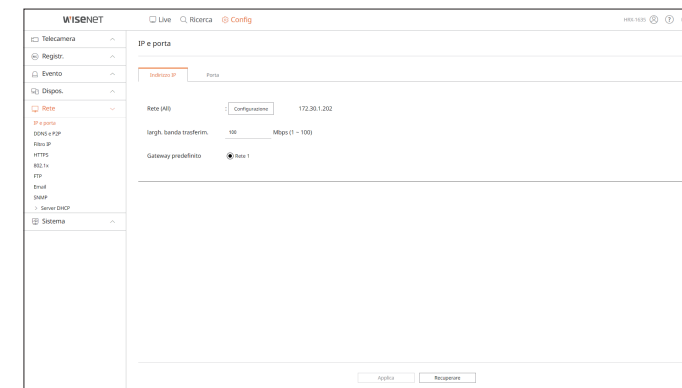 WISENET Live Ricerca Config HRX-1635
Telecamera
IP e porta
Registr.
Evento
Indirizzo IP Porta
Dispos.
Rete
Rete (All) : Configurazione 172.30.1.202
IP e porta
DDNS e P2P
largh. banda trasferim. 100 Mbps (1 ~ 100)
Filtro IP
HTTPS
Gateway predefinito Rete 1
802.1x
FTP
Email
SNMP
> Server DHCP
Sistema
Applica Recuperare